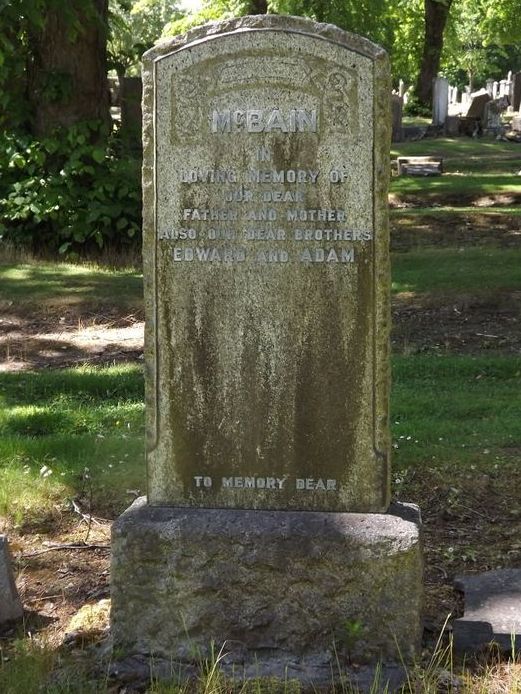 McBAIN
IN
LOVING MEMORY OF
OUR DEAR
FATHER AND MOTHER
ALSO OUR DEAR BROTHERS
EDWARD AND ADAM
TO MEMORY DEAR